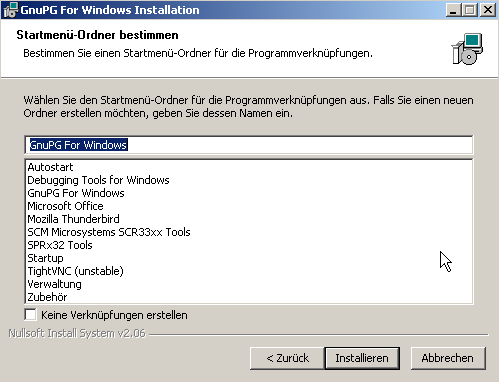 GnuPG For Windows Installation
Startmenü-Ordner bestimmen
Bestimmen Sie einen Startmenü-Ordner für die Programmverknüpfungen.
Wählen Sie den Startmenü-Ordner für die Programmverknüpfungen aus. Falls Sie einen neuen
Ordner erstellen möchten, geben Sie dessen Namen ein.
GnuPG For Windows
Autostart
Debugging Tools for Windows
GnuPG For Windows
Microsoft Office
Mozilla Thunderbird
SCM Microsystems SCR33xx Tools
SPRx32 Tools
Startup
TightVNC (unstable)
Verwaltung
Zubehör
Keine Verknüpfungen erstellen
Nullsoft Install System v2.06
< Zurück
Installieren
Abbrechen